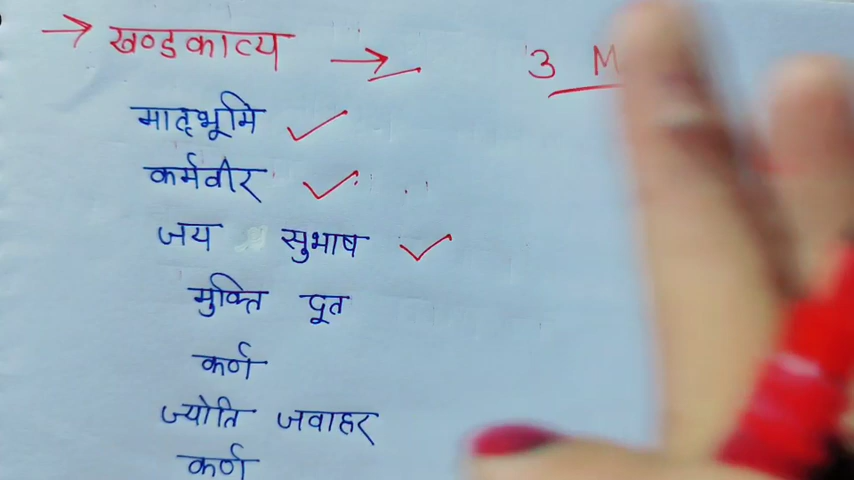 → खण्डकाव्य → 3 M
मातृभूमि ✓
कर्मवीर ✓
जय सुभाष ✓
मुक्ति दूत
कर्ण
ज्योति जवाहर
कर्ण